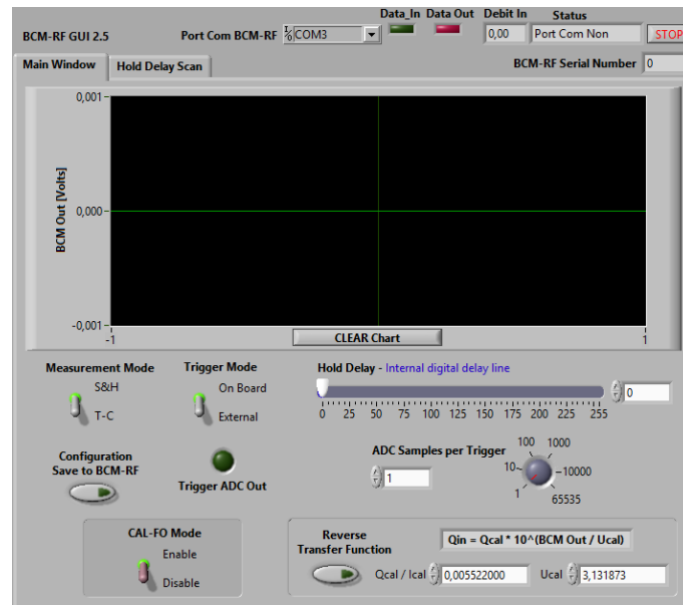 Data_In Data Out Debit In Status
BCM-RF GUI 2.5 Port Com BCM-RF COM3 0,00 Port Com Non STOP
Main Window Hold Delay Scan BCM-RF Serial Number 0
0,001
BCM Out [Volts]
0,000
-0,001
-1 CLEAR Chart 1
Measurement Mode Trigger Mode Hold Delay - Internal digital delay line
S&H On Board
T-C External 0
0 25 50 75 100 125 150 175 200 225 255
Configuration
Save to BCM-RF
Trigger ADC Out
ADC Samples per Trigger
1
100 1000
10 10000
1 65535
CAL-FO Mode
Enable
Disable
Reverse
Transfer Function
Qin = Qcal * 10^(BCM Out / Ucal)
Qcal / Ical 0,005522000 Ucal 3,131873